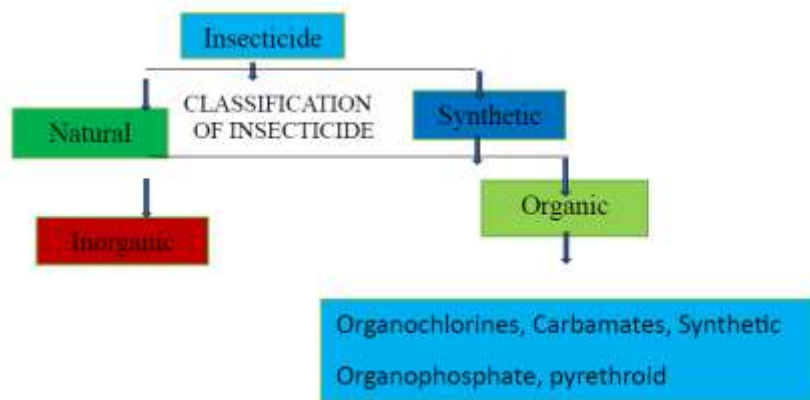 Insecticide
CLASSIFICATION
OF INSECTICIDE
Natural
Synthetic
Organic
Inorganic
Organochlorines, Carbamates, Synthetic
Organophosphate, pyrethroid